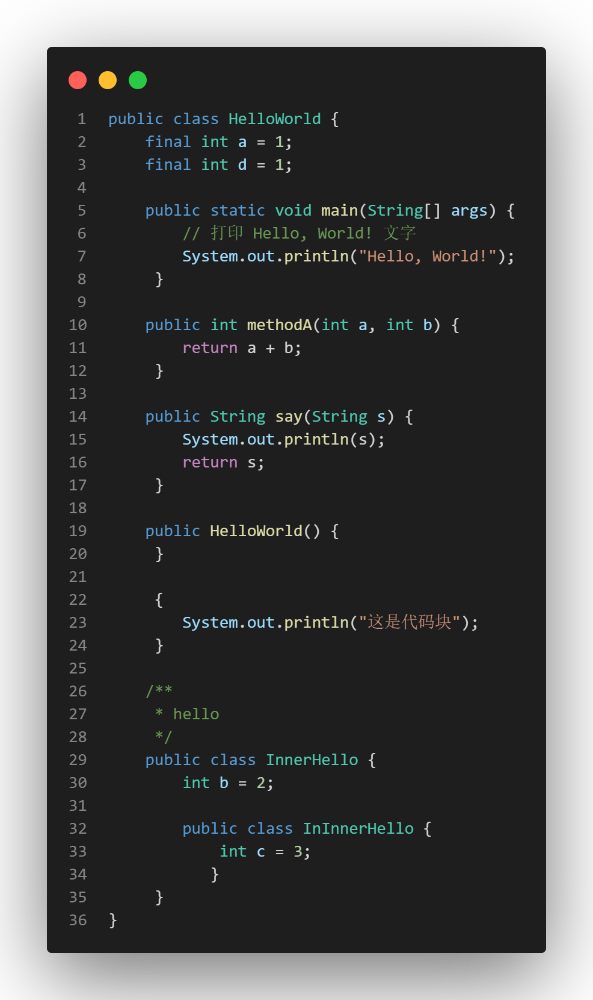 1 public class HelloWorld {
2     final int a = 1;
3     final int d = 1;
4
5     public static void main(String[] args) {
6         // 打印 Hello, World! 文字
7         System.out.println("Hello, World!");
8      }
9
10     public int methodA(int a, int b) {
11         return a + b;
12      }
13
14     public String say(String s) {
15         System.out.println(s);
16         return s;
17      }
18
19     public HelloWorld() {
20      }
21
22      {
23         System.out.println("这是代码块");
24      }
25
26     /**
27      * hello
28      */
29     public class InnerHello {
30         int b = 2;
31
32         public class InInnerHello {
33             int c = 3;
34            }
35      }
36 }